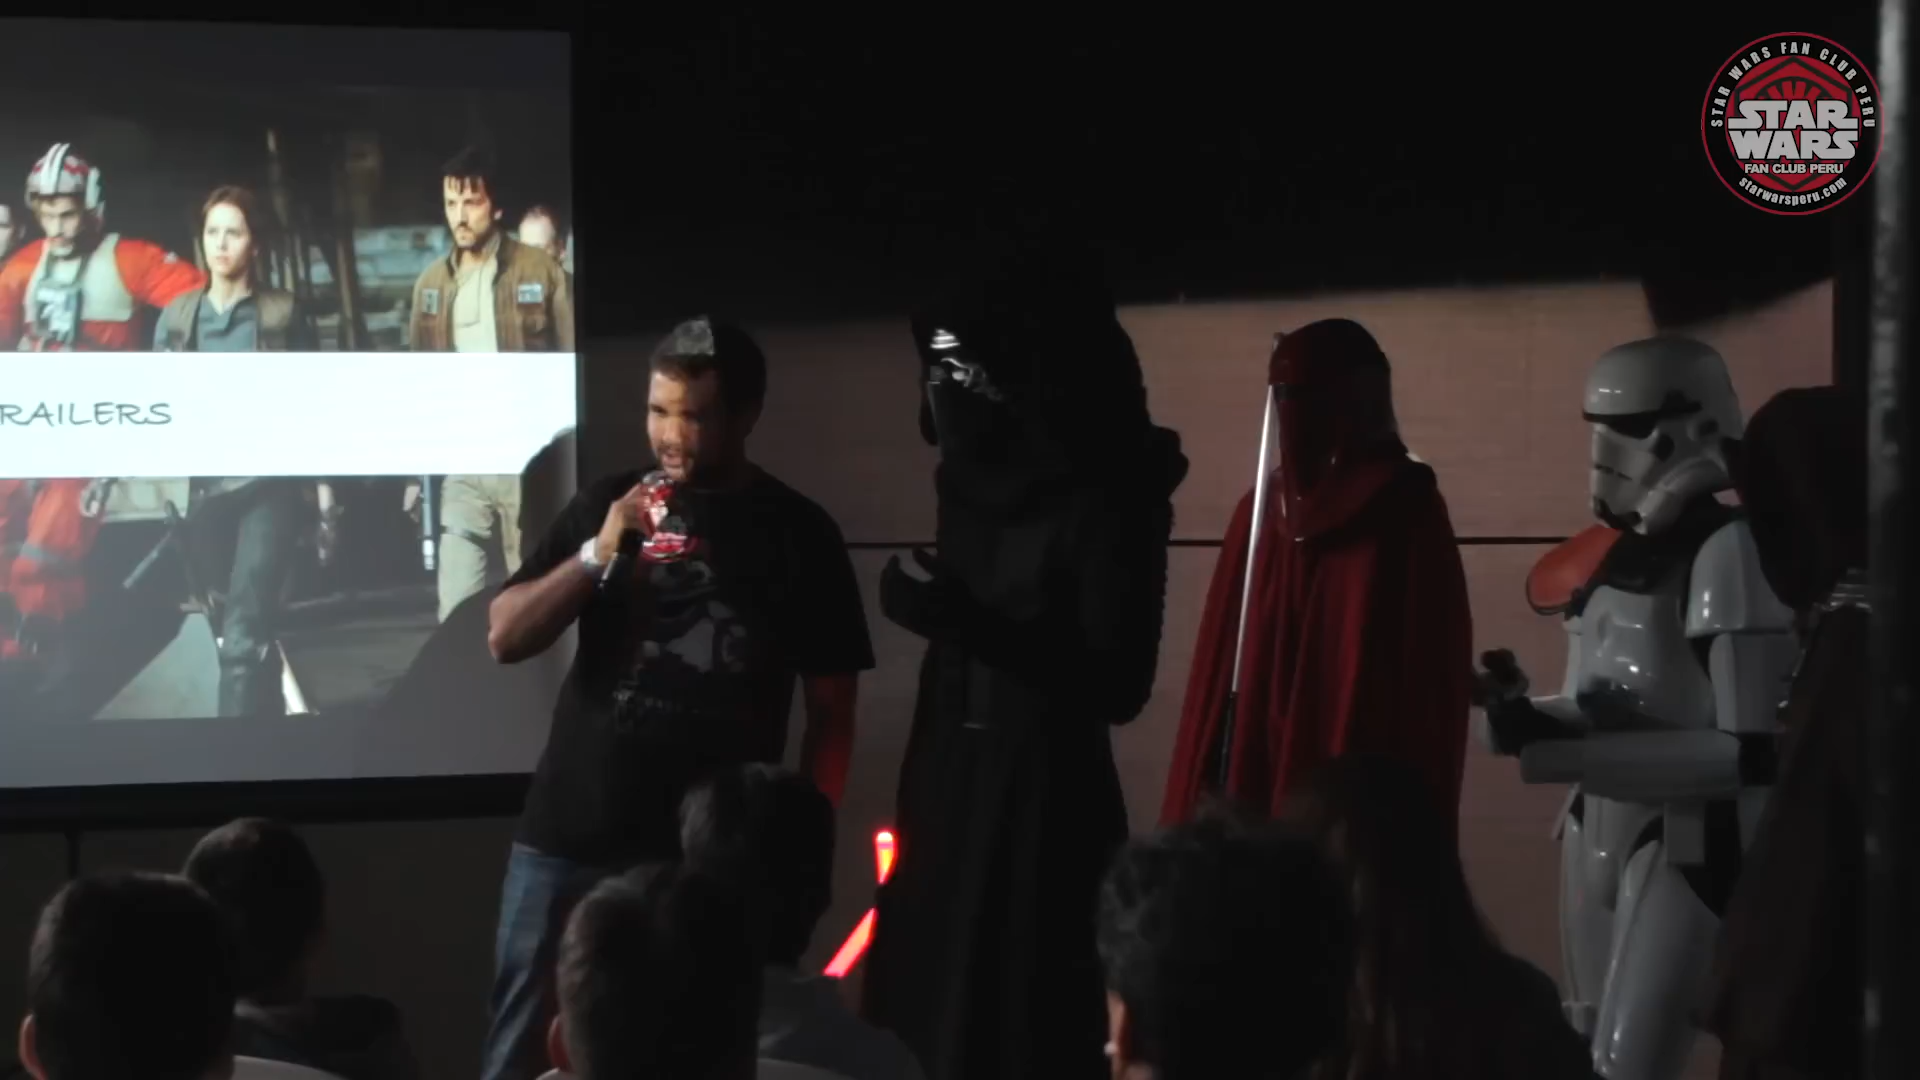 STAR WARS FAN CLUB PERU
STAR
WARS
FAN CLUB PERU
starwarsperu.com
RAILERS